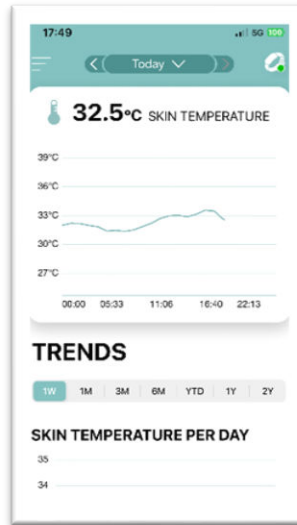 17:49 5G 100
Today
32.5°C SKIN TEMPERATURE
39°C
36°C
33°C
30°C
27°C
00:00 05:33 11:06 16:40 22:13
TRENDS
1W 1M 3M 6M YTD 1Y 2Y
SKIN TEMPERATURE PER DAY
35
34